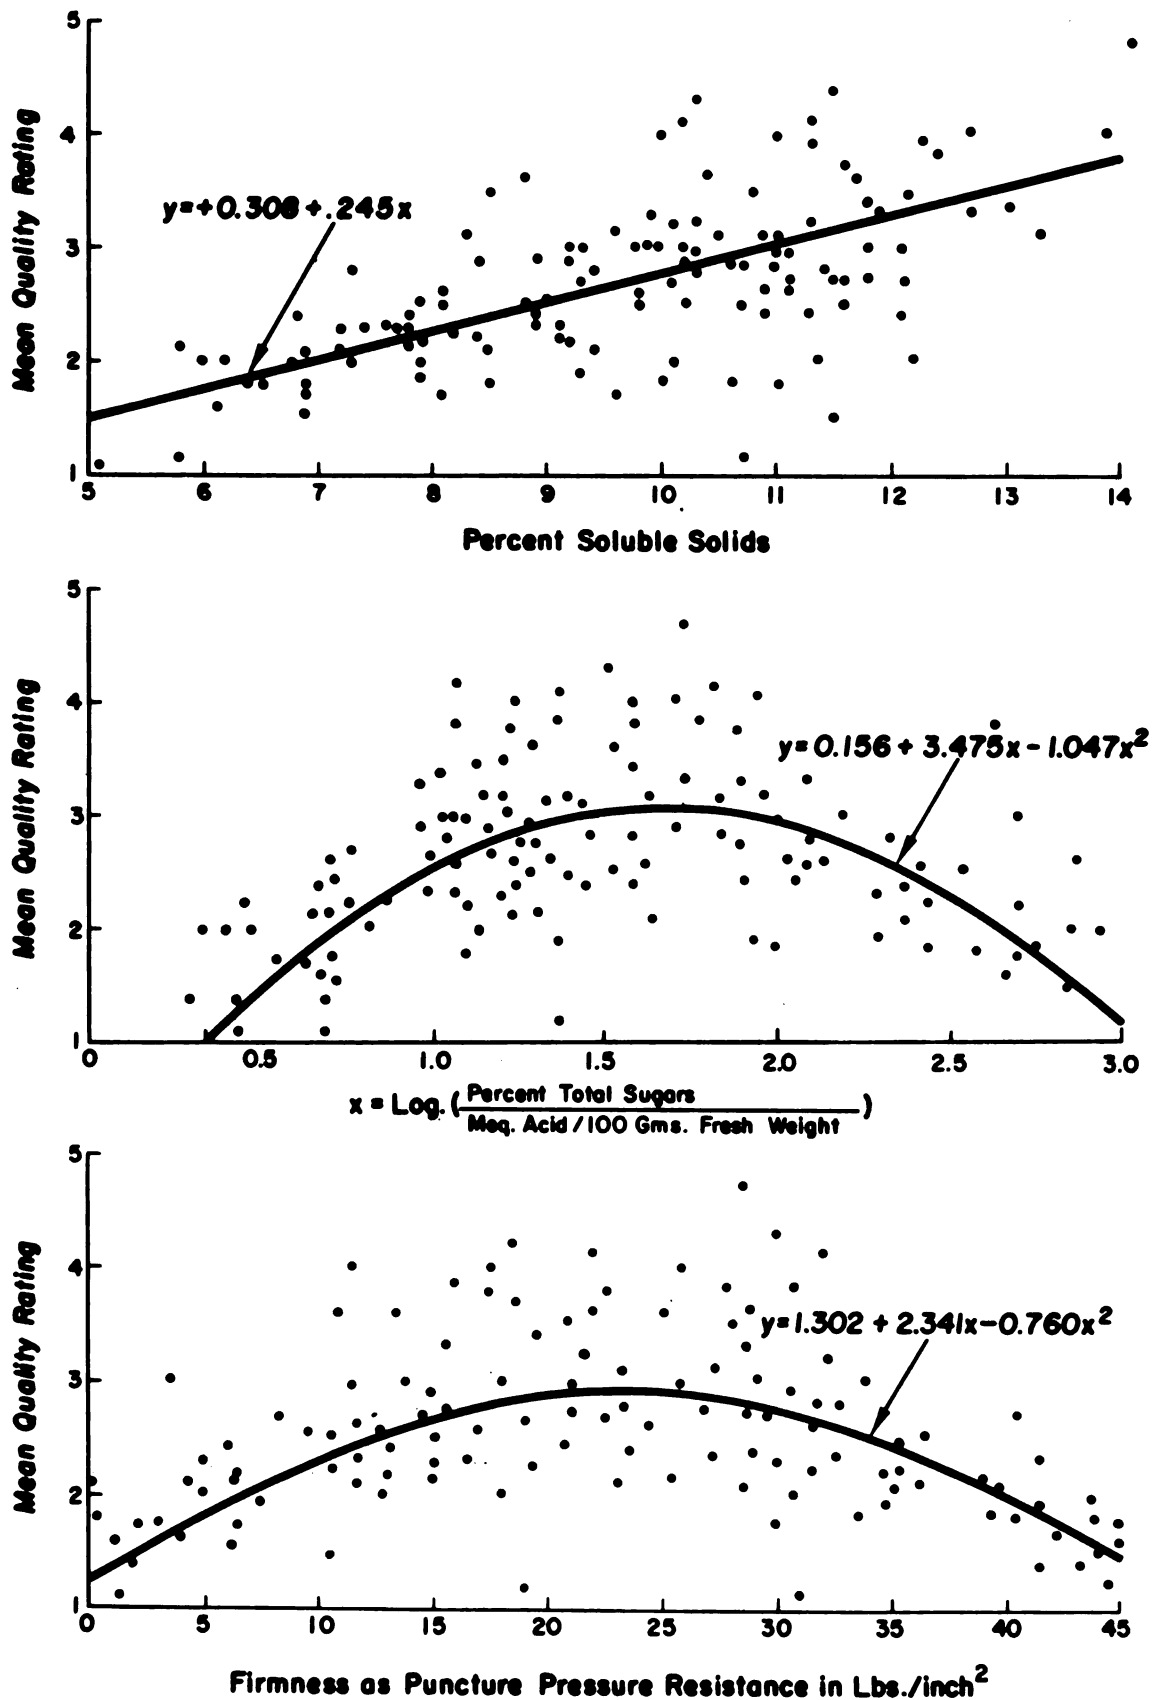 5
4
3
2
1
Mean Quality Rating
y=+0.308+.245x
5 6 7 8 9 10 11 12 13 14
Percent Soluble Solids
5
4
3
2
1
Mean Quality Rating
y=0.156+3.475x-1.047x²
0 0.5 1.0 1.5 2.0 2.5 3.0
x = Log. (Percent Total Sugars
Meq. Acid/100 Gms. Fresh Weight)
5
4
3
2
1
Mean Quality Rating
y=1.302+2.341x-0.760x²
0 5 10 15 20 25 30 35 40 45
Firmness as Puncture Pressure Resistance in Lbs./inch²